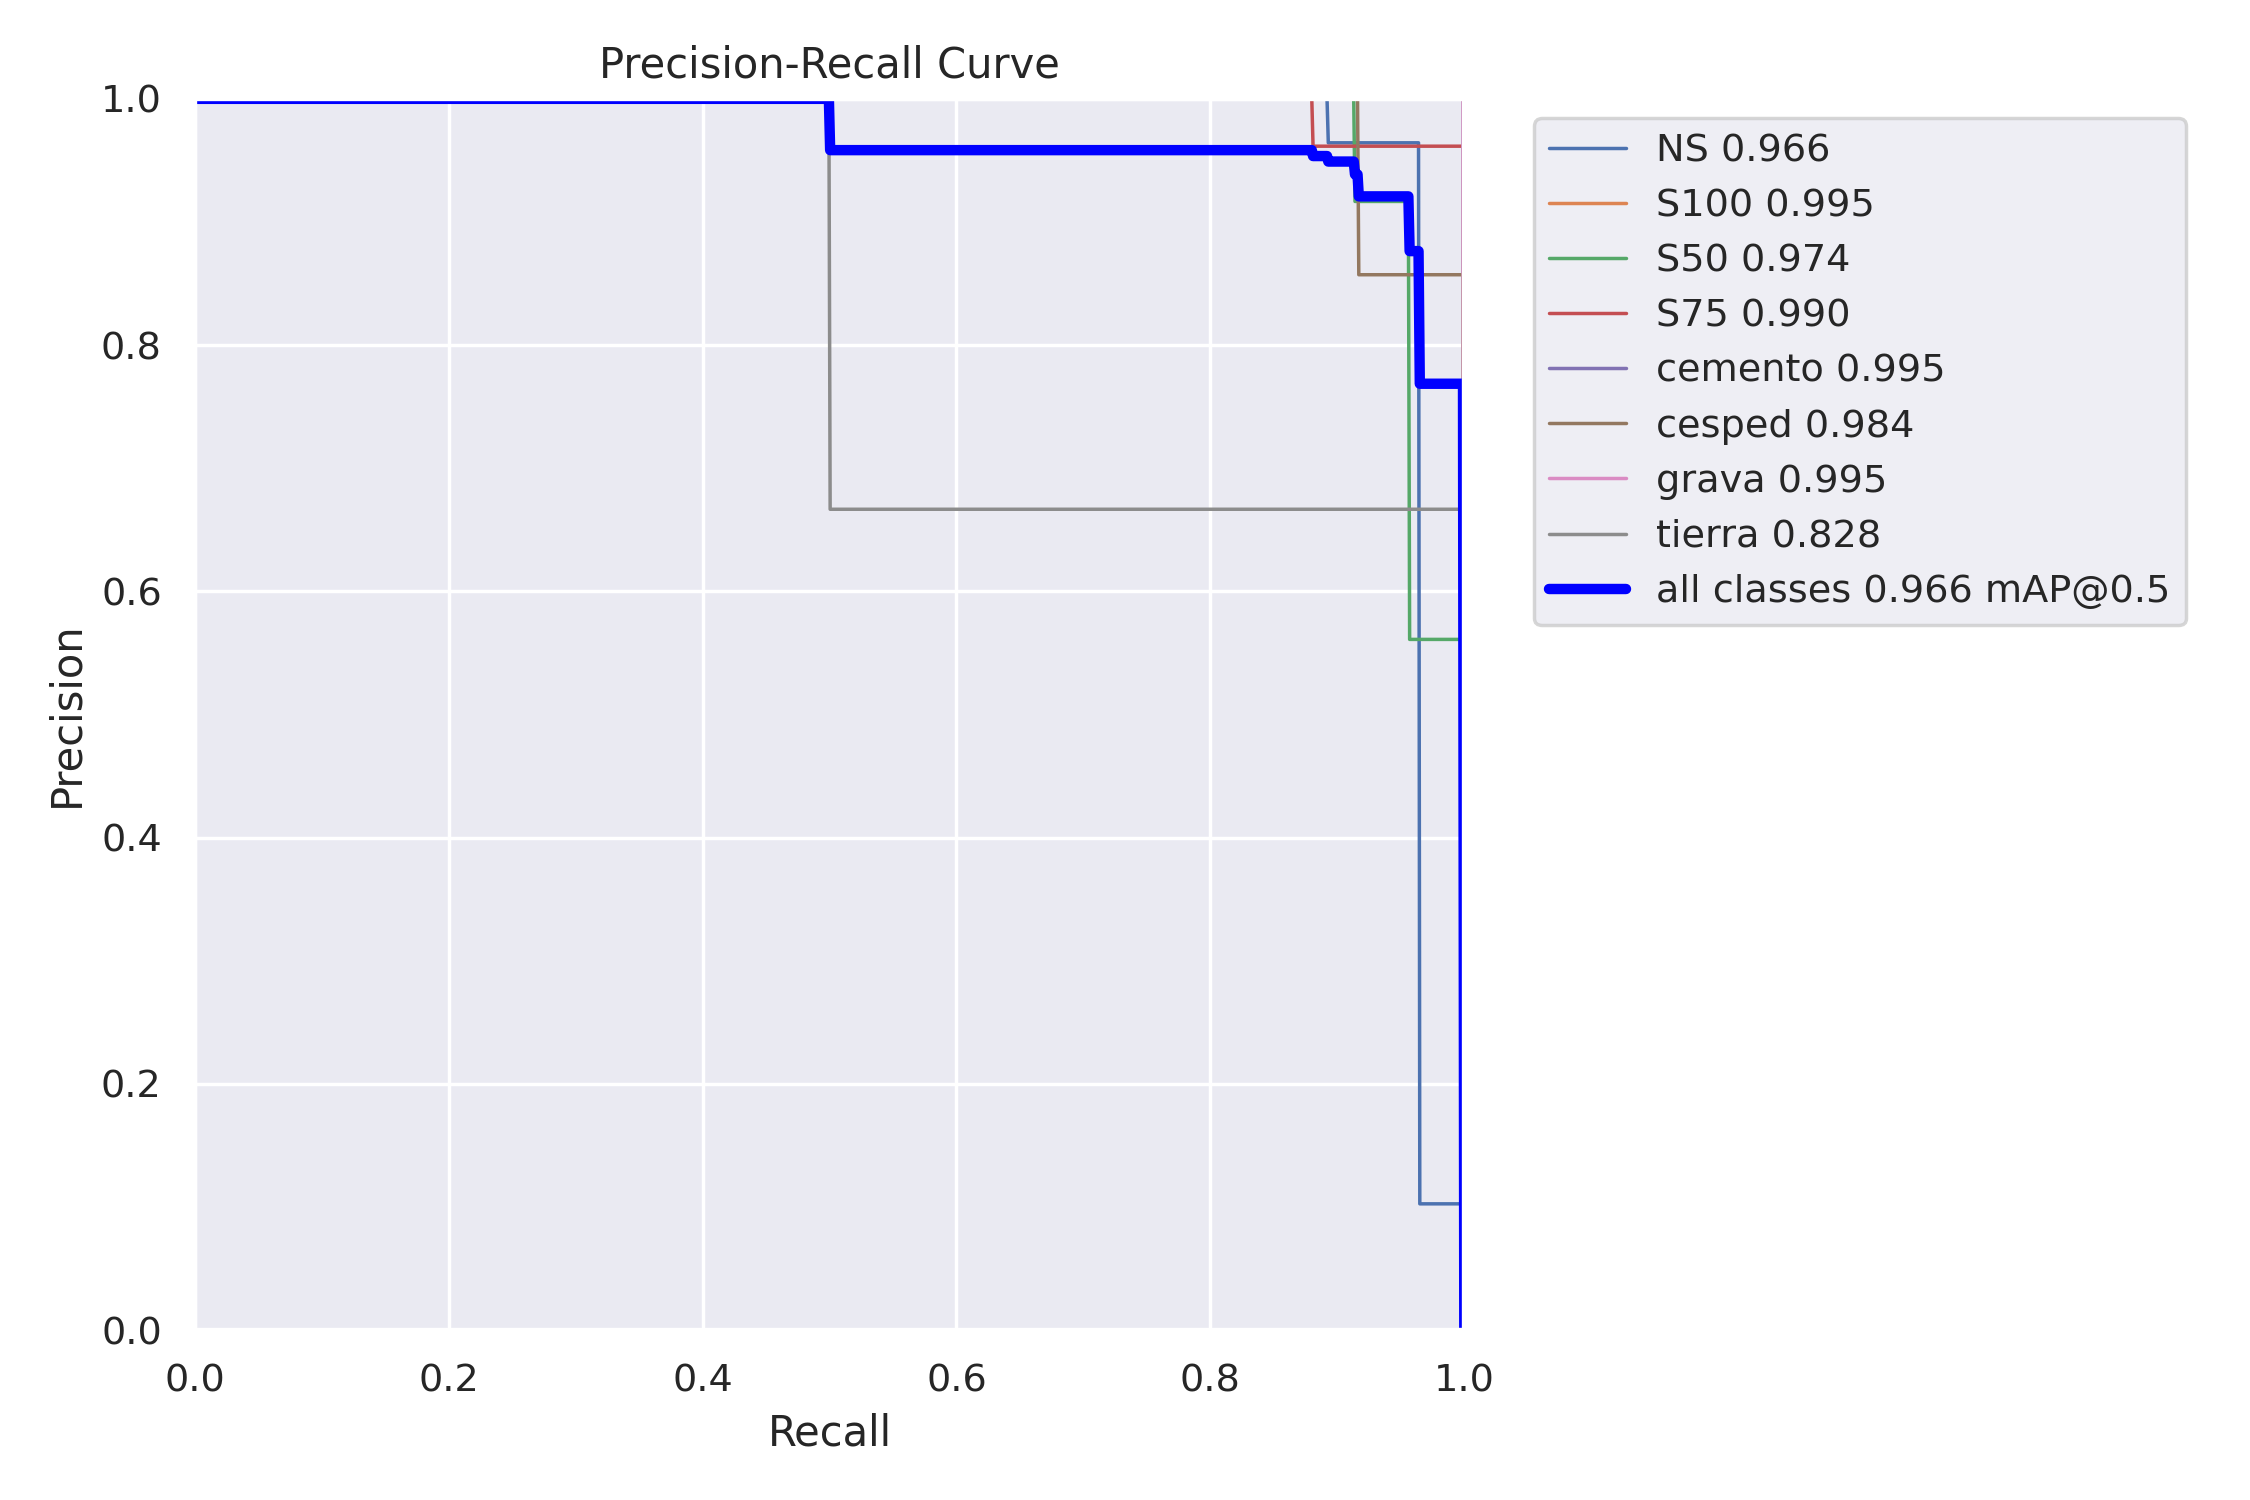 Precision-Recall Curve
1.0
0.8
0.6
0.4
0.2
0.0
Precision
0.0 0.2 0.4 0.6 0.8 1.0
Recall
NS 0.966
S100 0.995
S50 0.974
S75 0.990
cemento 0.995
cesped 0.984
grava 0.995
tierra 0.828
all classes 0.966 mAP@0.5